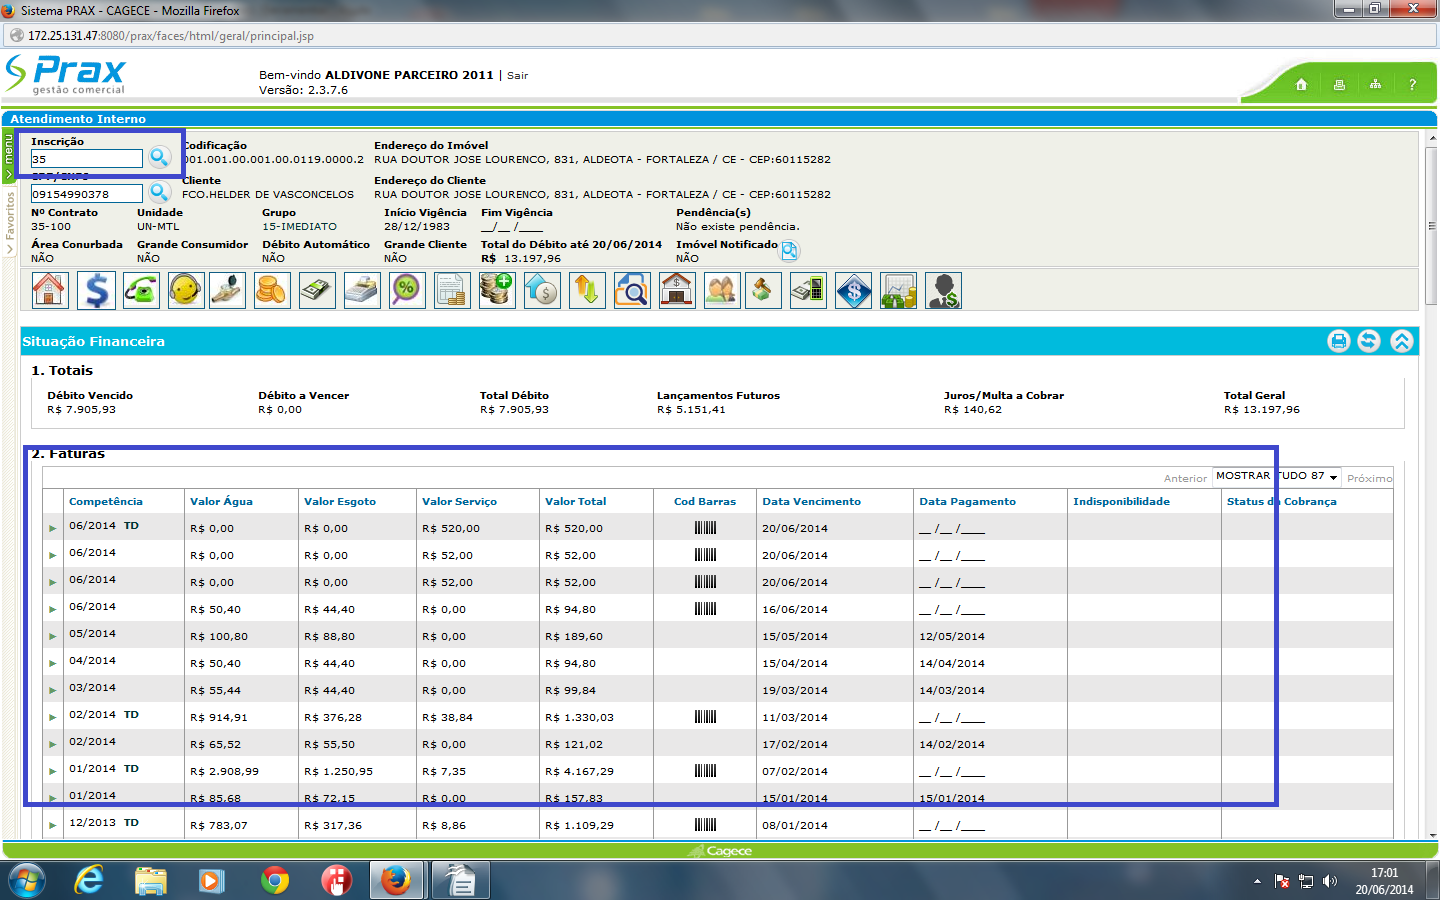 Sistema PRAX - CAGECE - Mozilla Firefox
172.25.131.47:8080/prax/faces/html/geral/principal.jsp
Prax
gestão comercial
Bem-vindo ALDIVONE PARCEIRO 2011 | Sair
Versão: 2.3.7.6
?
Atendimento Interno
menu
Favoritos
Inscrição
35
Codificação
001.001.00.001.00.0119.0000.2
Endereço do Imóvel
RUA DOUTOR JOSE LOURENCO, 831, ALDEOTA - FORTALEZA / CE - CEP:60115282
CPF/CNPJ
09154990378
Cliente
FCO.HELDER DE VASCONCELOS
Endereço do Cliente
RUA DOUTOR JOSE LOURENCO, 831, ALDEOTA - FORTALEZA / CE - CEP:60115282
Nº Contrato Unidade Grupo Início Vigência Fim Vigência Pendência(s)
35-100 UN-MTL 15-IMEDIATO 28/12/1983 __/__ /____ Não existe pendência.
Área Conurbada Grande Consumidor Débito Automático Grande Cliente Total do Débito até 20/06/2014 Imóvel Notificado
NÃO NÃO NÃO NÃO R$ 13.197,96 NÃO
Situação Financeira
1. Totais
Débito Vencido Débito a Vencer Total Débito Lançamentos Futuros Juros/Multa a Cobrar Total Geral
R$ 7.905,93 R$ 0,00 R$ 7.905,93 R$ 5.151,41 R$ 140,62 R$ 13.197,96
2. Faturas
Anterior MOSTRAR TUDO 87 Próximo
Competência Valor Água Valor Esgoto Valor Serviço Valor Total Cod Barras Data Vencimento Data Pagamento Indisponibilidade Status da Cobrança
06/2014 TD R$ 0,00 R$ 0,00 R$ 520,00 R$ 520,00 20/06/2014 __ /__ /____
06/2014 R$ 0,00 R$ 0,00 R$ 52,00 R$ 52,00 20/06/2014 __ /__ /____
06/2014 R$ 0,00 R$ 0,00 R$ 52,00 R$ 52,00 20/06/2014 __ /__ /____
06/2014 R$ 50,40 R$ 44,40 R$ 0,00 R$ 94,80 16/06/2014 __ /__ /____
05/2014 R$ 100,80 R$ 88,80 R$ 0,00 R$ 189,60 15/05/2014 12/05/2014
04/2014 R$ 50,40 R$ 44,40 R$ 0,00 R$ 94,80 15/04/2014 14/04/2014
03/2014 R$ 55,44 R$ 44,40 R$ 0,00 R$ 99,84 19/03/2014 14/03/2014
02/2014 TD R$ 914,91 R$ 376,28 R$ 38,84 R$ 1.330,03 11/03/2014 __ /__ /____
02/2014 R$ 65,52 R$ 55,50 R$ 0,00 R$ 121,02 17/02/2014 14/02/2014
01/2014 TD R$ 2.908,99 R$ 1.250,95 R$ 7,35 R$ 4.167,29 07/02/2014 __ /__ /____
01/2014 R$ 85,68 R$ 72,15 R$ 0,00 R$ 157,83 15/01/2014 15/01/2014
12/2013 TD R$ 783,07 R$ 317,36 R$ 8,86 R$ 1.109,29 08/01/2014 __ /__ /____
Cagece
17:01
20/06/2014